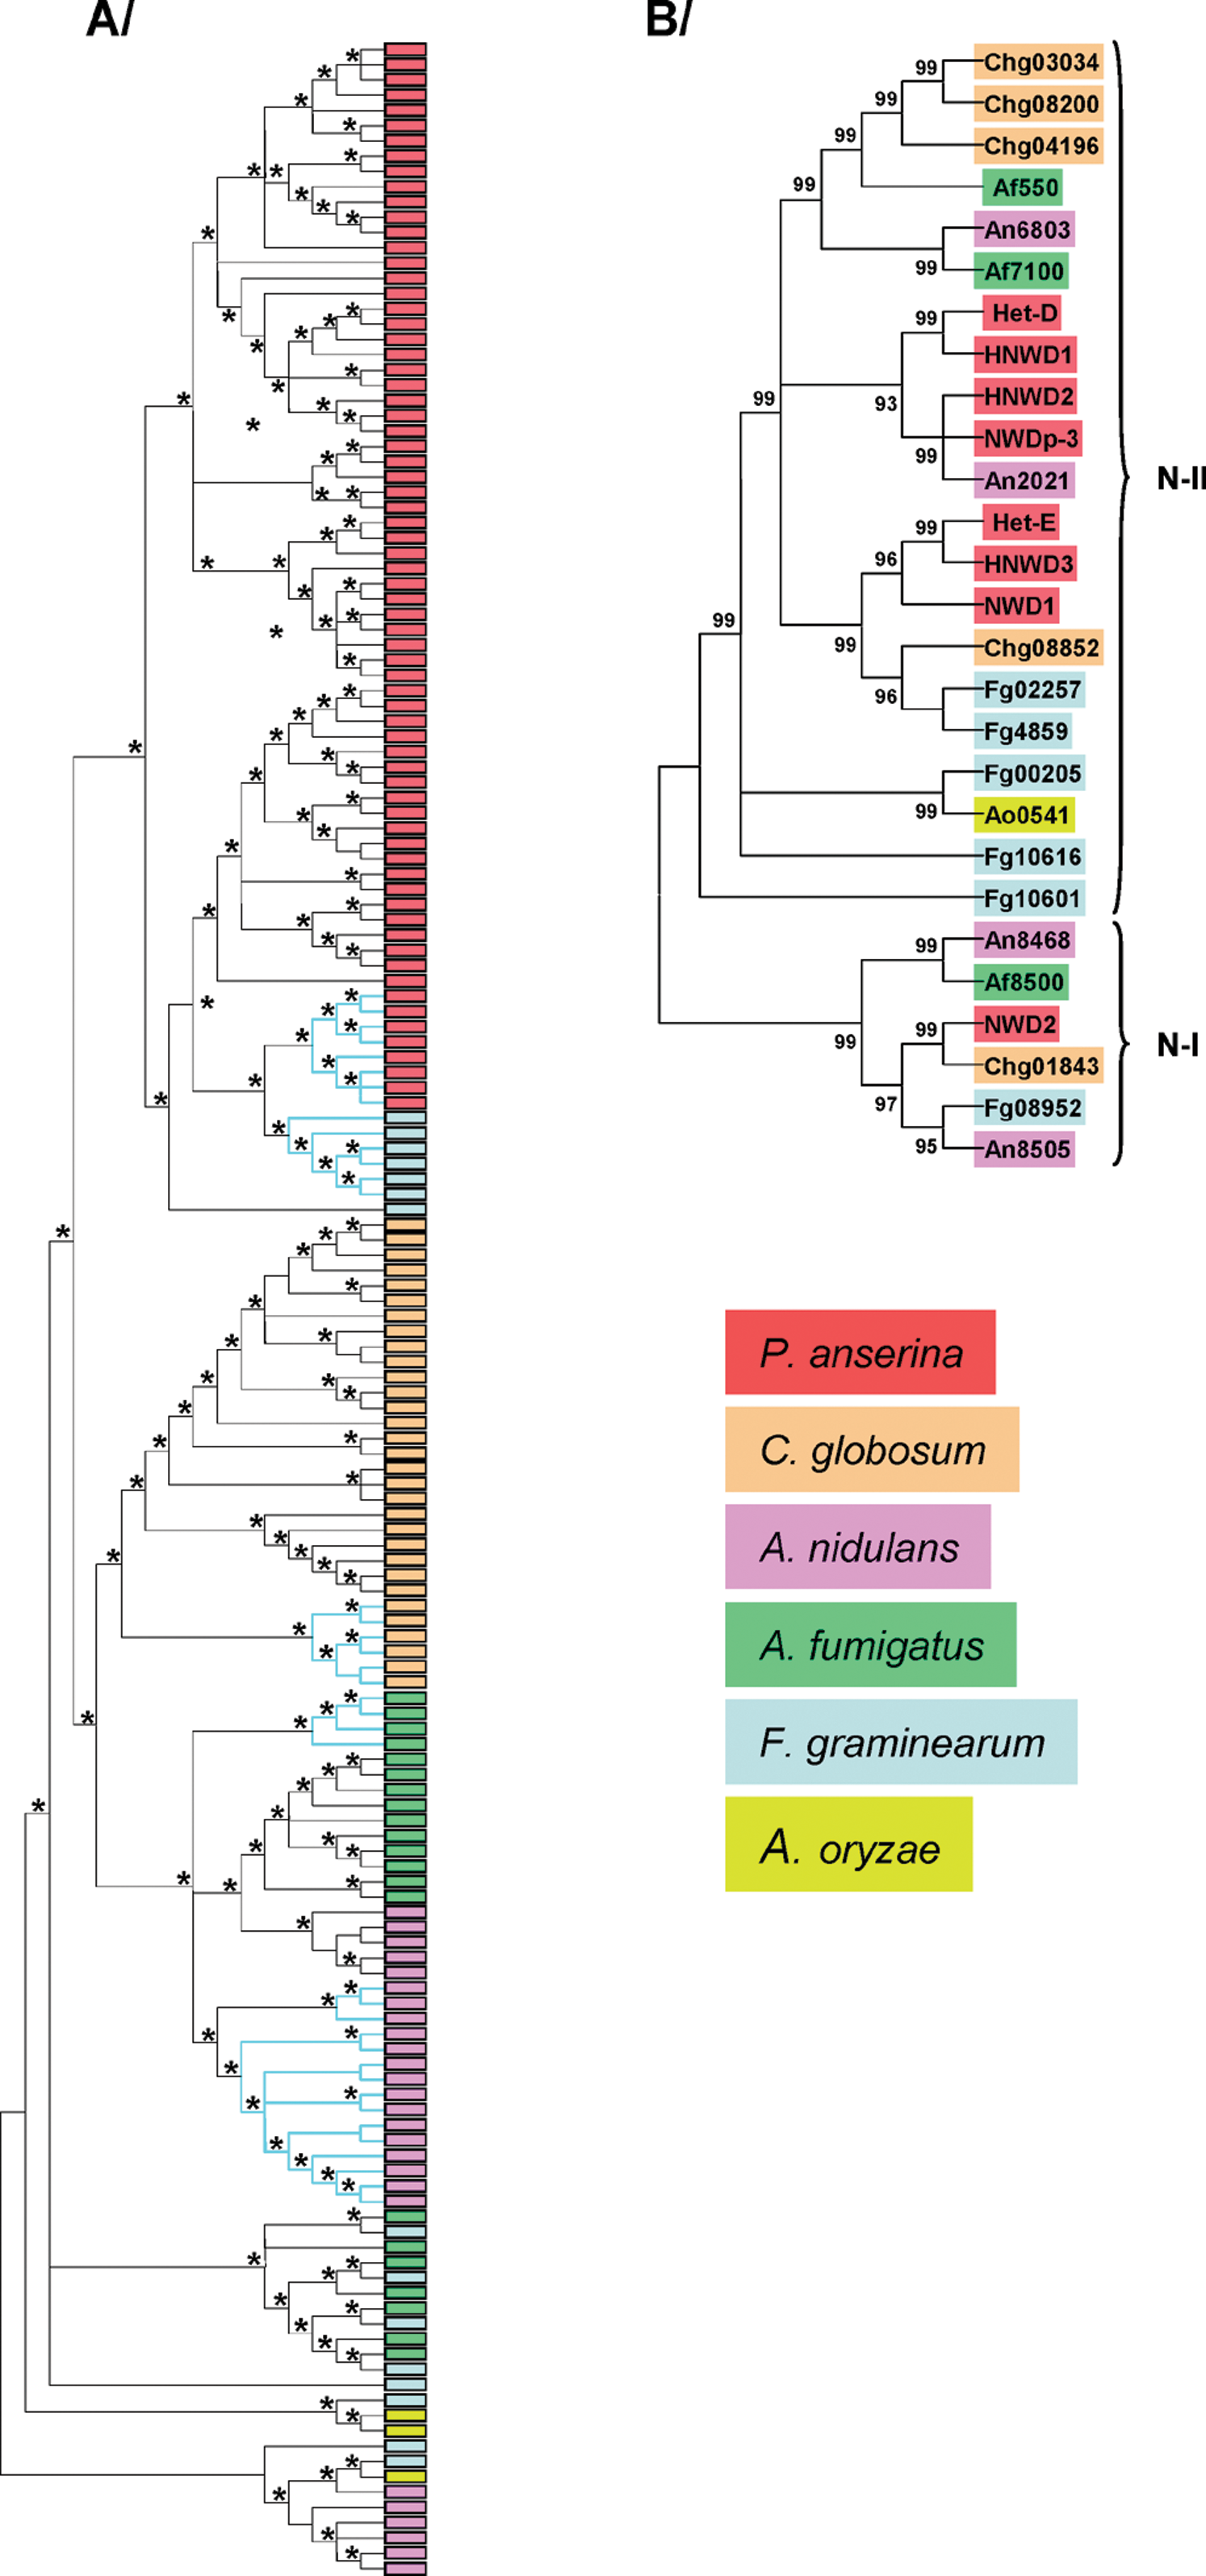 A/
B/
99
Chg03034
99
Chg08200
99
Chg04196
99
Af550
An6803
99
Af7100
99
Het-D
HNWD1
93
HNWD2
NWDp-3
99
An2021
99
99
Het-E
96
HNWD3
NWD1
99
Chg08852
96
Fg02257
Fg4859
99
Fg00205
99
Ao0541
Fg10616
Fg10601
N-II
99
An8468
Af8500
99
99
NWD2
Chg01843
97
Fg08952
95
An8505
N-I
P. anserina
C. globosum
A. nidulans
A. fumigatus
F. graminearum
A. oryzae